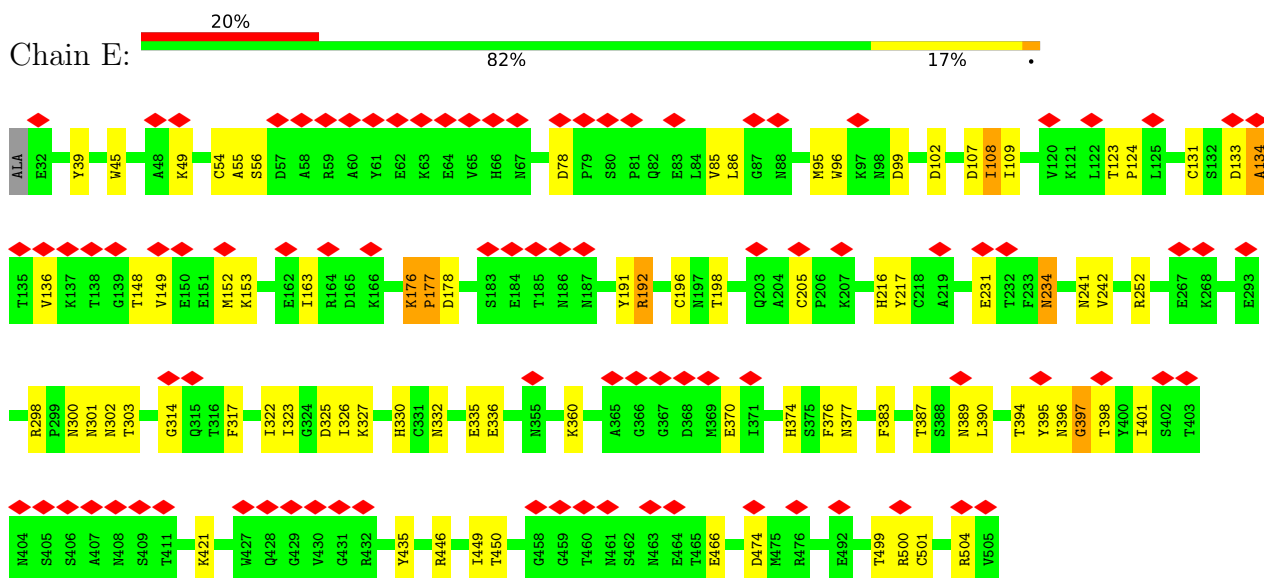 20%
Chain E:
82% 17% •
ALA E32 Y39 W45 A48 K49 C54 A55 S56 D57 A58 R59 A60 Y61 E62 K63 E64 V65 H66 N67 D78 P79 S80 P81 Q82 E83 L84 V85 L86 G87 N88 M95 W96 K97 N98 D99 D102 D107 I108 I109 V120 K121 L122 T123 P124 L125 C131 S132 D133 A134
T135 V136 K137 T138 G139 T148 V149 E150 E151 M152 K153 E162 I163 R164 D165 K166 K176 P177 D178 S183 E184 T185 N186 N187 Y191 R192 C196 N197 T198 Q203 A204 C205 P206 K207 H216 Y217 C218 A219 E231 T232 F233 N234 N241 V242 R252 E267 K268 E293
R298 P299 N300 N301 N302 T303 G314 Q315 T316 F317 I322 I323 G324 D325 I326 K327 H330 C331 N332 E335 E336 N355 K360 A365 G366 G367 D368 M369 E370 I371 H374 S375 F376 N377 F383 T387 S388 N389 L390 T394 Y395 N396 G397 T398 Y400 I401 S402 T403
N404 S405 S406 A407 N408 S409 T411 K421 W427 Q428 G429 V430 G431 R432 Y435 R446 I449 T450 G458 G459 T460 N461 S462 N463 E464 T465 E466 D474 M475 R476 E492 T499 R500 C501 R504 V505